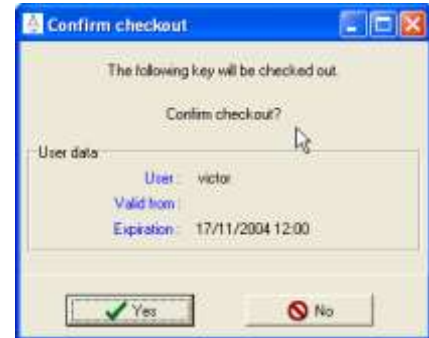 Confirm checkout
The following key will be checked out.
Confirm checkout?
User data
User : victor
Valid from :
Expiration : 17/11/2004 12:00
Yes
No